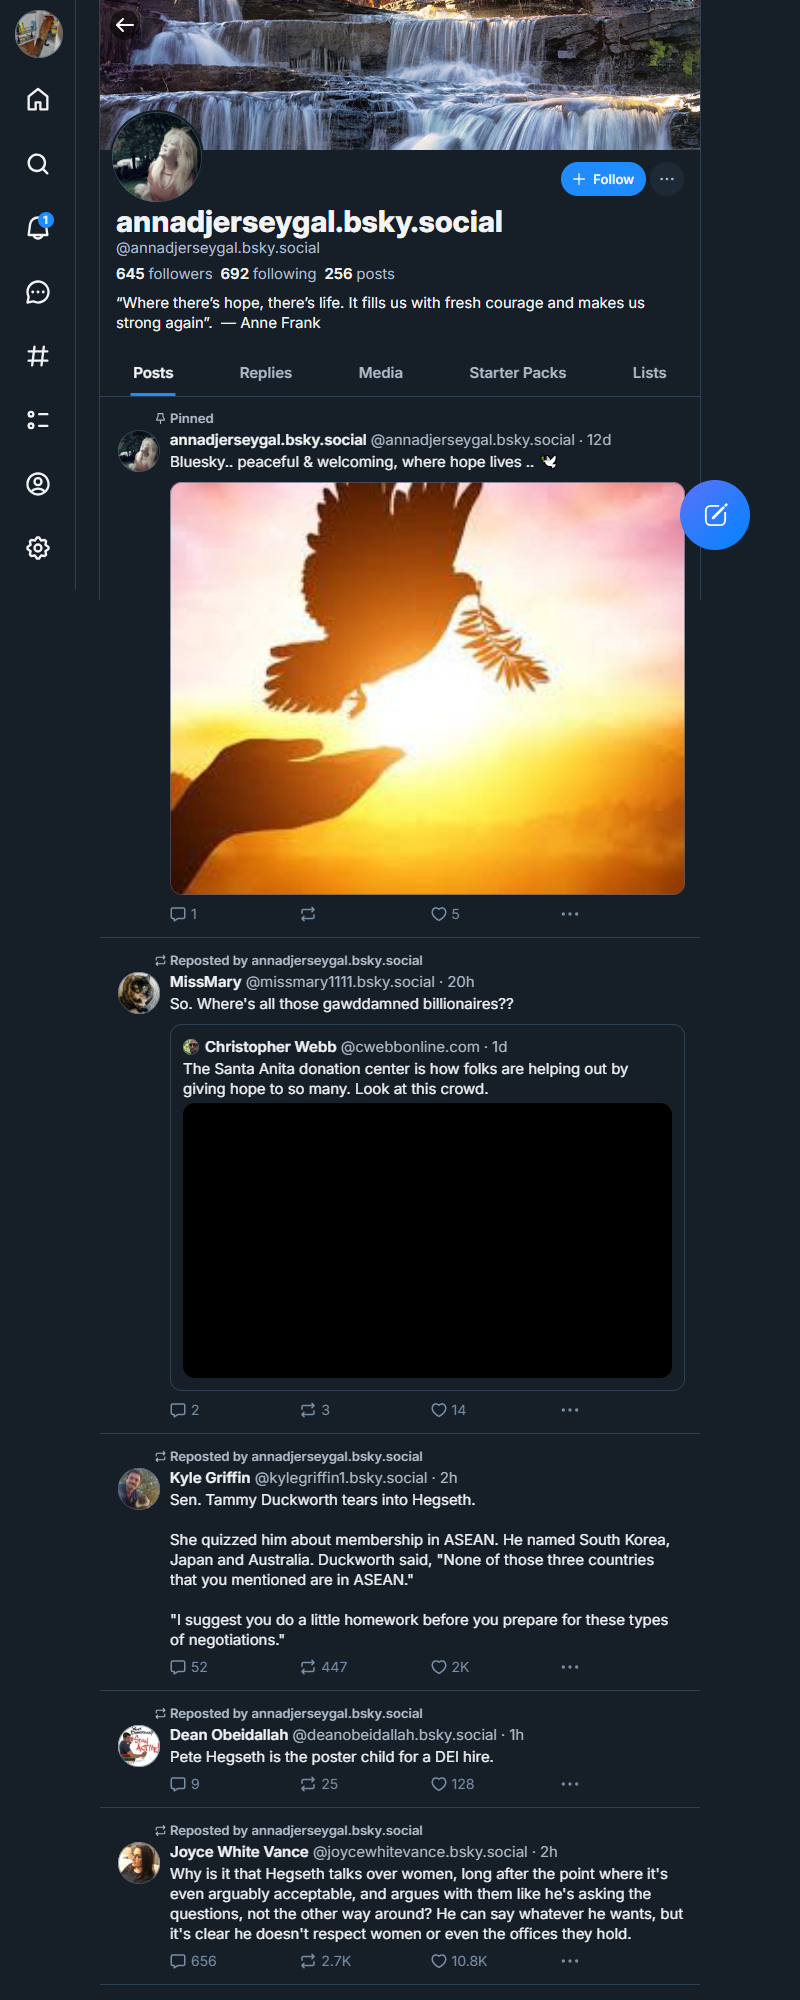 1
+ Follow
annadjerseygal.bsky.social
@annadjerseygal.bsky.social
645 followers 692 following 256 posts
“Where there’s hope, there’s life. It fills us with fresh courage and makes us
strong again”. — Anne Frank
Posts Replies Media Starter Packs Lists
Pinned
annadjerseygal.bsky.social @annadjerseygal.bsky.social · 12d
Bluesky.. peaceful & welcoming, where hope lives .. 🕊
1 5
Reposted by annadjerseygal.bsky.social
MissMary @missmary1111.bsky.social · 20h
So. Where's all those gawddamned billionaires??
Christopher Webb @cwebbonline.com · 1d
The Santa Anita donation center is how folks are helping out by
giving hope to so many. Look at this crowd.
2 3 14
Reposted by annadjerseygal.bsky.social
Kyle Griffin @kylegriffin1.bsky.social · 2h
Sen. Tammy Duckworth tears into Hegseth.
She quizzed him about membership in ASEAN. He named South Korea,
Japan and Australia. Duckworth said, "None of those three countries
that you mentioned are in ASEAN."
"I suggest you do a little homework before you prepare for these types
of negotiations."
52 447 2K
Reposted by annadjerseygal.bsky.social
Dean Obeidallah @deanobeidallah.bsky.social · 1h
Pete Hegseth is the poster child for a DEI hire.
9 25 128
Reposted by annadjerseygal.bsky.social
Joyce White Vance @joycewhitevance.bsky.social · 2h
Why is it that Hegseth talks over women, long after the point where it's
even arguably acceptable, and argues with them like he's asking the
questions, not the other way around? He can say whatever he wants, but
it's clear he doesn't respect women or even the offices they hold.
656 2.7K 10.8K